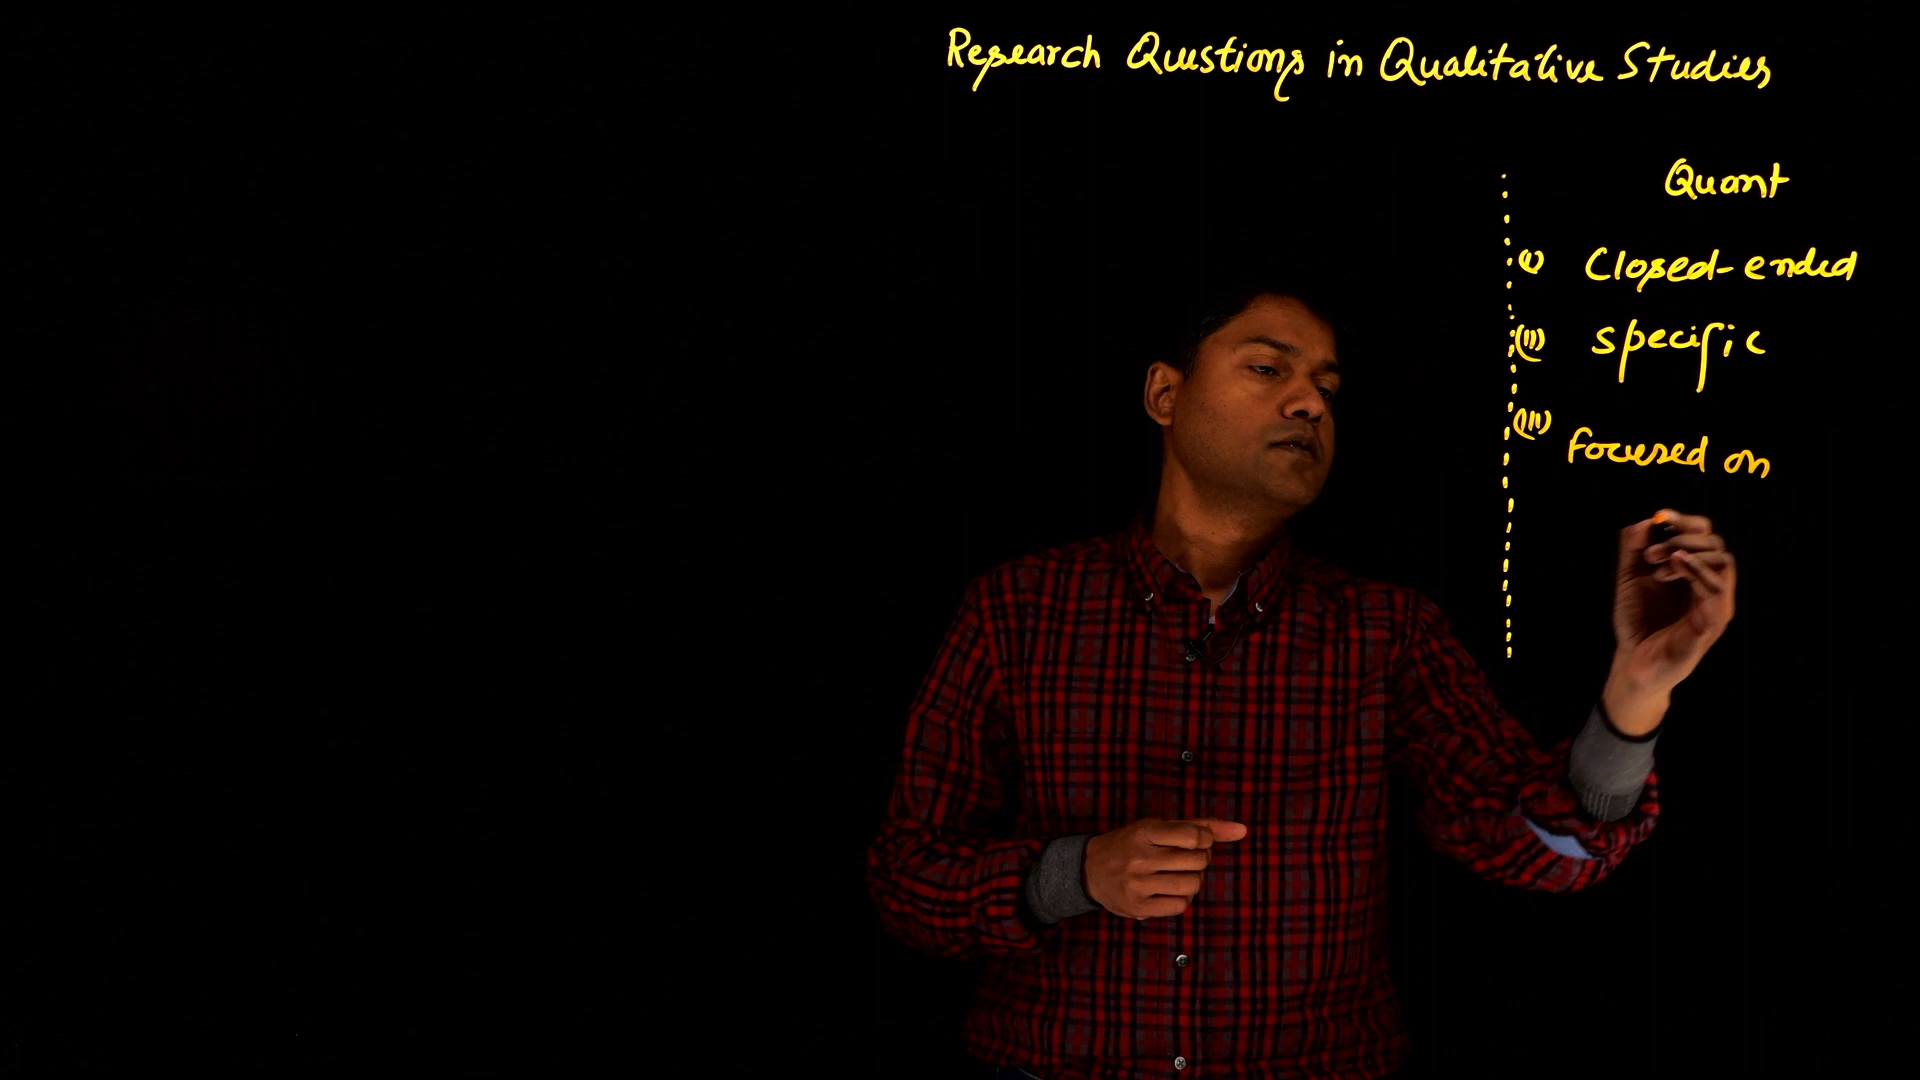 Research Questions in Qualitative Studies
Quant
(i) Closed-ended
(ii) specific
(iii) Focused on